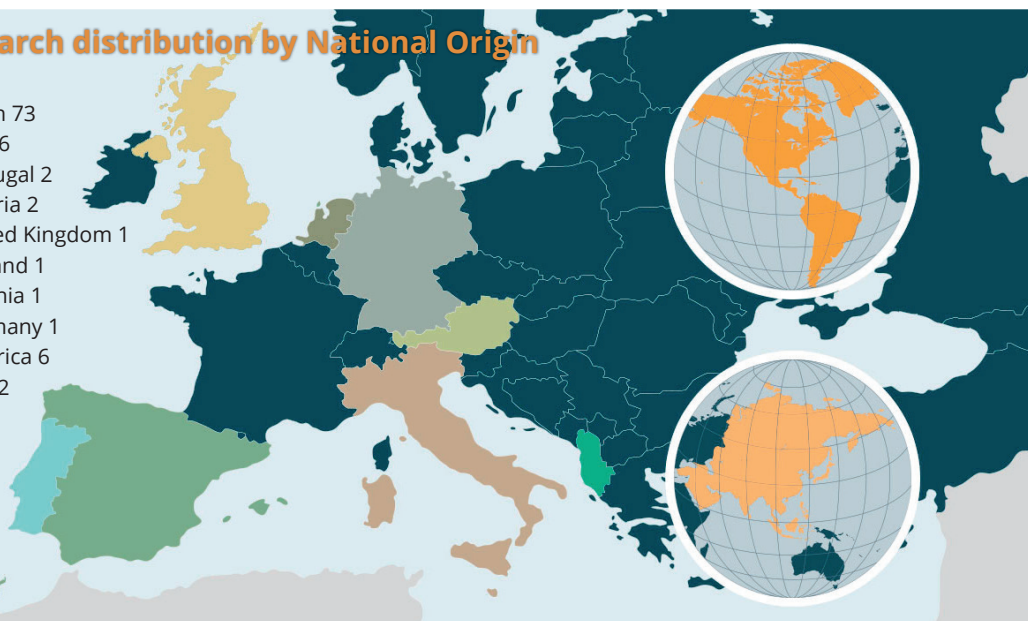 arch distribution by National Origin
n 73
6
ugal 2
ria 2
ed Kingdom 1
and 1
nia 1
many 1
rica 6
2